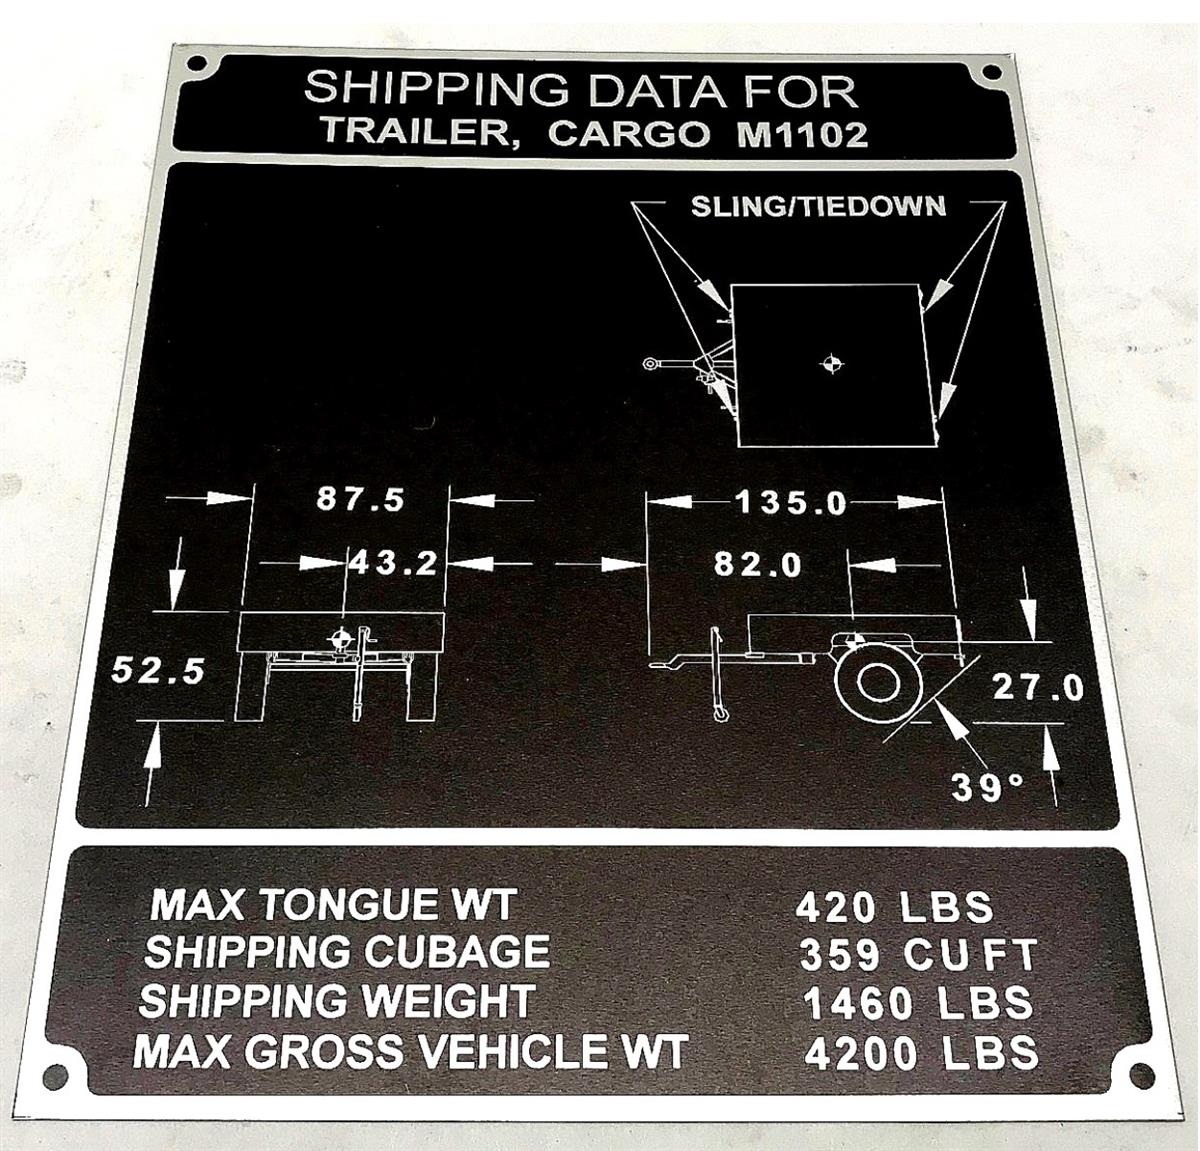 SHIPPING DATA FOR
TRAILER, CARGO M1102
SLING/TIEDOWN
87.5
135.0
43.2
82.0
52.5
27.0
39°
MAX TONGUE WT 420 LBS
SHIPPING CUBAGE 359 CU FT
SHIPPING WEIGHT 1460 LBS
MAX GROSS VEHICLE WT 4200 LBS